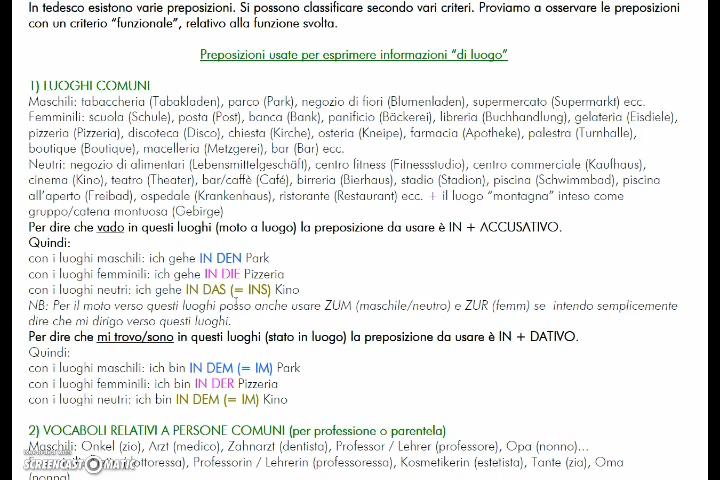 In tedesco esistono varie preposizioni. Si possono classificare secondo vari criteri. Proviamo a osservare le preposizioni
con un criterio “funzionale”, relativo alla funzione svolta.
Preposizioni usate per esprimere informazioni “di luogo”
1) LUOGHI COMUNI
Maschili: tabaccheria (Tabakladen), parco (Park), negozio di fiori (Blumenladen), supermercato (Supermarkt) ecc.
Femminili: scuola (Schule), posta (Post), banca (Bank), panificio (Bäckerei), libreria (Buchhandlung), gelateria (Eisdiele),
pizzeria (Pizzeria), discoteca (Disco), chiesta (Kirche), osteria (Kneipe), farmacia (Apotheke), palestra (Turnhalle),
boutique (Boutique), macelleria (Metzgerei), bar (Bar) ecc.
Neutri: negozio di alimentari (Lebensmittelgeschäft), centro fitness (Fitnessstudio), centro commerciale (Kaufhaus),
cinema (Kino), teatro (Theater), bar/caffè (Café), birreria (Bierhaus), stadio (Stadion), piscina (Schwimmbad), piscina
all’aperto (Freibad), ospedale (Krankenhaus), ristorante (Restaurant) ecc. + il luogo “montagna” inteso come
gruppo/catena montuosa (Gebirge)
Per dire che vado in questi luoghi (moto a luogo) la preposizione da usare è IN + ACCUSATIVO.
Quindi:
con i luoghi maschili: ich gehe IN DEN Park
con i luoghi femminili: ich gehe IN DIE Pizzeria
con i luoghi neutri: ich gehe IN DAS (= INS) Kino
NB: Per il moto verso questi luoghi posso anche usare ZUM (maschile/neutro) e ZUR (femm) se intendo semplicemente
dire che mi dirigo verso questi luoghi.
Per dire che mi trovo/sono in questi luoghi (stato in luogo) la preposizione da usare è IN + DATIVO.
Quindi:
con i luoghi maschili: ich bin IN DEM (= IM) Park
con i luoghi femminili: ich bin IN DER Pizzeria
con i luoghi neutri: ich bin IN DEM (= IM) Kino
2) VOCABOLI RELATIVI A PERSONE COMUNI (per professione o parentela)
Maschili: Onkel (zio), Arzt (medico), Zahnarzt (dentista), Professor / Lehrer (professore), Opa (nonno)...
(dottoressa), Professorin / Lehrerin (professoressa), Kosmetikerin (estetista), Tante (zia), Oma
SCREENCAST-O-MATIC
(nonna)